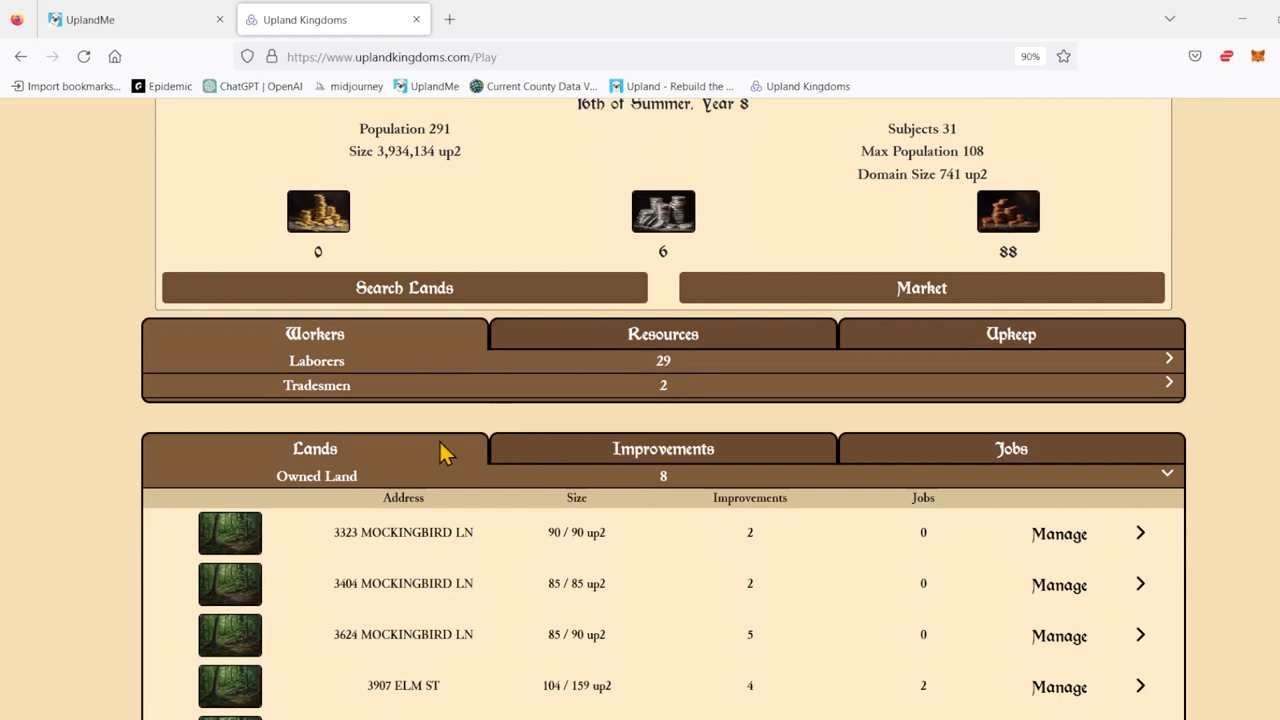 UplandMe
Upland Kingdoms
https://www.uplandkingdoms.com/Play
90%
Import bookmarks...
Epidemic
ChatGPT | OpenAI
midjourney
UplandMe
Current County Data V...
Upland - Rebuild the ...
Upland Kingdoms
16th of Summer, Year 8
Population 291
Size 3,934,134 up2
Subjects 31
Max Population 108
Domain Size 741 up2
0
6
88
Search Lands
Market
Workers
Resources
Upkeep
Laborers 29
Tradesmen 2
Lands
Improvements
Jobs
Owned Land 8
Address Size Improvements Jobs
3323 MOCKINGBIRD LN 90 / 90 up2 2 0 Manage
3404 MOCKINGBIRD LN 85 / 85 up2 2 0 Manage
3624 MOCKINGBIRD LN 85 / 90 up2 5 0 Manage
3907 ELM ST 104 / 159 up2 4 2 Manage